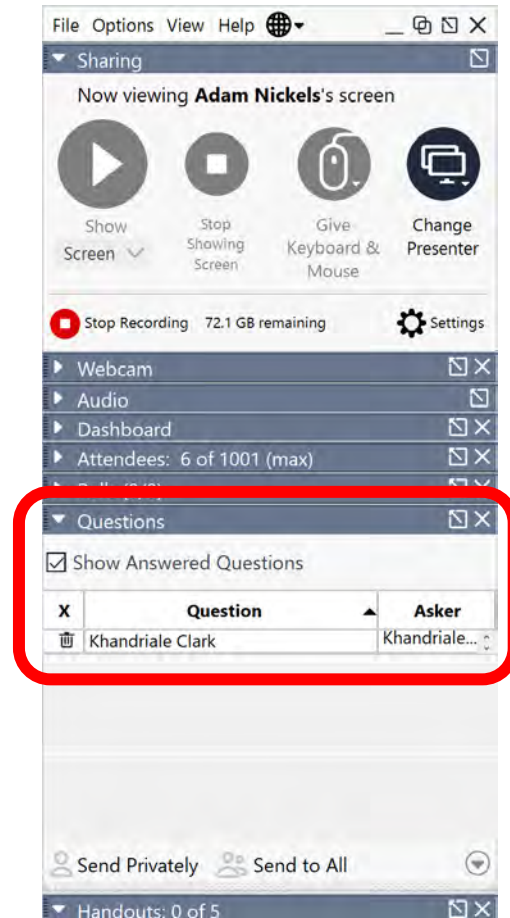 File Options View Help
Sharing
Now viewing Adam Nickels's screen
Show
Screen
Stop
Showing
Screen
Give
Keyboard &
Mouse
Change
Presenter
Stop Recording 72.1 GB remaining Settings
Webcam
Audio
Dashboard
Attendees: 6 of 1001 (max)
Questions
Show Answered Questions
X Question Asker
Khandriale Clark Khandriale...
Send Privately Send to All
Handouts: 0 of 5